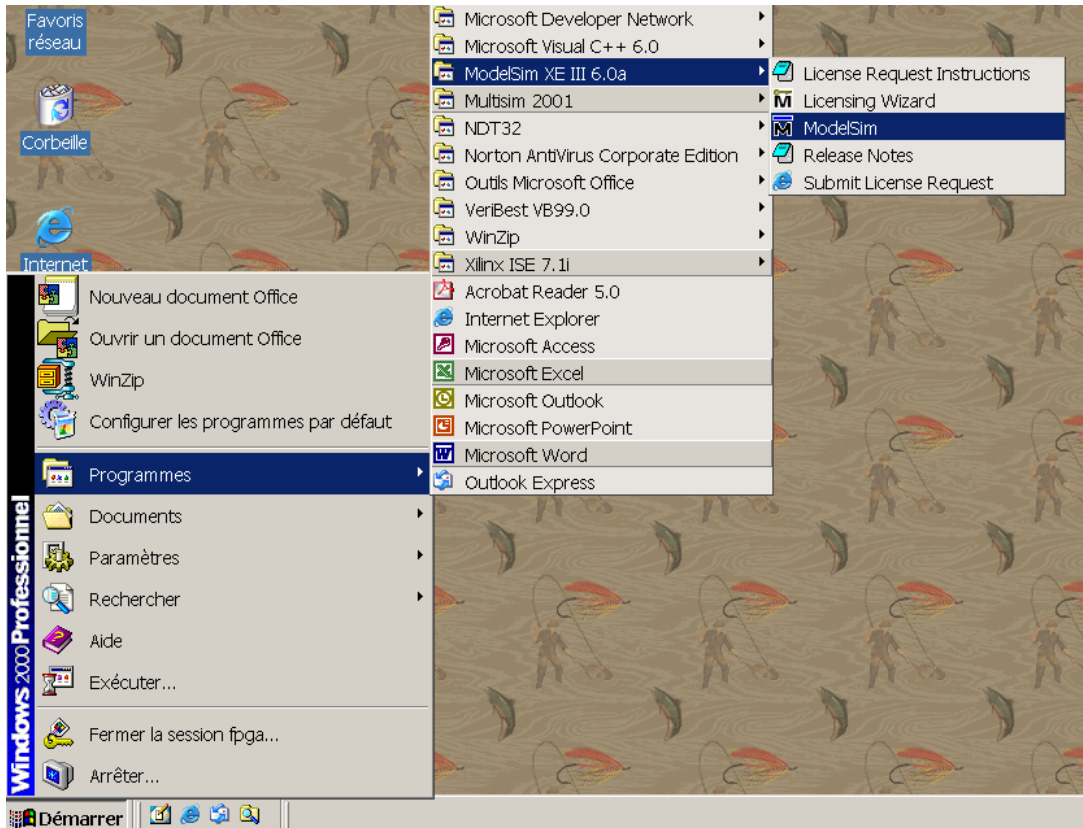 Favoris
réseau
Corbeille
Internet
Microsoft Developer Network
Microsoft Visual C++ 6.0
ModelSim XE III 6.0a
Multisim 2001
NDT32
Norton AntiVirus Corporate Edition
Outils Microsoft Office
VeriBest VB99.0
WinZip
Xilinx ISE 7.1i
Acrobat Reader 5.0
Internet Explorer
Microsoft Access
Microsoft Excel
Microsoft Outlook
Microsoft PowerPoint
Microsoft Word
Outlook Express
License Request Instructions
Licensing Wizard
ModelSim
Release Notes
Submit License Request
Nouveau document Office
Ouvrir un document Office
WinZip
Configurer les programmes par défaut
Programmes
Documents
Paramètres
Rechercher
Aide
Exécuter...
Fermer la session fpga...
Arrêter...
Windows 2000 Professionnel
Démarrer